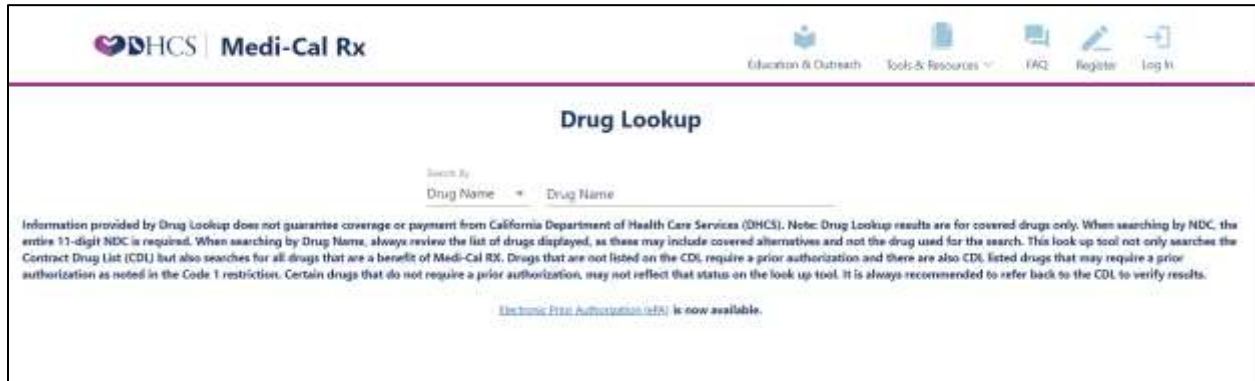 DHCS | Medi-Cal Rx
Education & Outreach Tools & Resources FAQ Register Log In
Drug Lookup
Search By
Drug Name Drug Name
Information provided by Drug Lookup does not guarantee coverage or payment from California Department of Health Care Services (DHCS). Note: Drug Lookup results are for covered drugs only. When searching by NDC, the
entire 11-digit NDC is required. When searching by Drug Name, always review the list of drugs displayed, as these may include covered alternatives and not the drug used for the search. This look up tool not only searches the
Contract Drug List (CDL) but also searches for all drugs that are a benefit of Medi-Cal RX. Drugs that are not listed on the CDL require a prior authorization and there are also CDL listed drugs that may require a prior
authorization as noted in the Code 1 restriction. Certain drugs that do not require a prior authorization, may not reflect that status on the look up tool. It is always recommended to refer back to the CDL to verify results.
Electronic Prior Authorization (ePA) is now available.